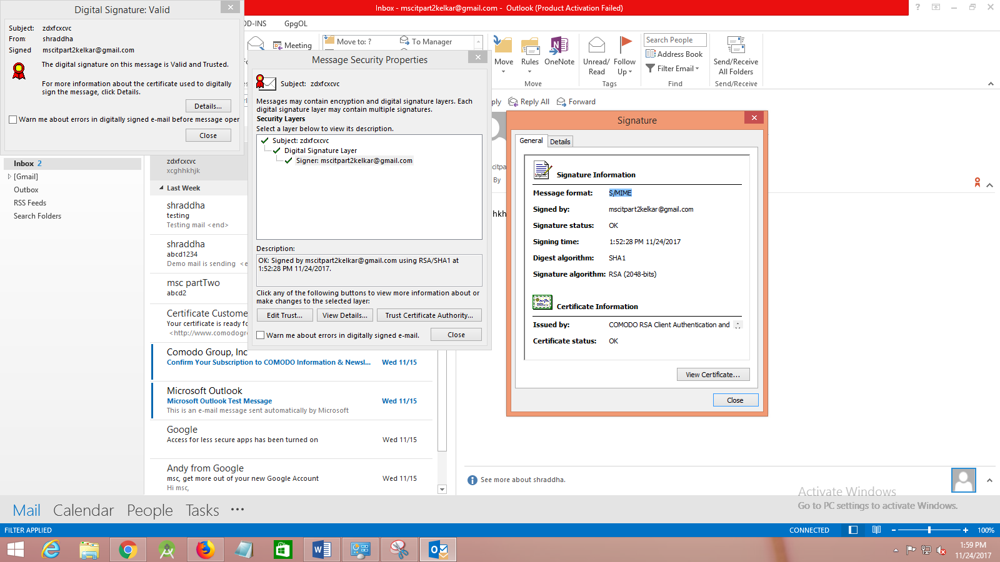 Digital Signature: Valid
Subject: zdxfcxcvc
From: shraddha
Signed mscitpart2kelkar@gmail.com
The digital signature on this message is Valid and Trusted.
For more information about the certificate used to digitally
sign the message, click Details.
Details...
Warn me about errors in digitally signed e-mail before message oper
Close
Inbox - mscitpart2kelkar@gmail.com - Outlook (Product Activation Failed)
DD-INS GpgOL
Meeting
Move to: ? To Manager
Move
Rules
OneNote
Move
Unread/
Read
Follow
Up
Tags
Search People
Address Book
Filter Email
Find
Send/Receive
All Folders
Send/Receive
Message Security Properties
Subject: zdxfcxcvc
Messages may contain encryption and digital signature layers. Each
digital signature layer may contain multiple signatures.
Security Layers
Select a layer below to view its description.
Subject: zdxfcxcvc
Digital Signature Layer
Signer: mscitpart2kelkar@gmail.com
Description:
OK: Signed by mscitpart2kelkar@gmail.com using RSA/SHA1 at
1:52:28 PM 11/24/2017.
Click any of the following buttons to view more information about or
make changes to the selected layer:
Edit Trust... View Details... Trust Certificate Authority...
Warn me about errors in digitally signed e-mail.
Close
ply Reply All Forward
citpa
By
hkh
Signature
General Details
Signature Information
Message format: S/MIME
Signed by: mscitpart2kelkar@gmail.com
Signature status: OK
Signing time: 1:52:28 PM 11/24/2017
Digest algorithm: SHA1
Signature algorithm: RSA (2048-bits)
Certificate Information
Issued by: COMODO RSA Client Authentication and
Certificate status: OK
View Certificate...
Close
Inbox 2
[Gmail]
Outbox
RSS Feeds
Search Folders
zdxfcxcvc
xcghhkhjk
Last Week
shraddha
testing
Testing mail <end>
shraddha
abcd1234
Demo mail is sending <e
msc partTwo
abcd2
Certificate Custome
Your certificate is ready fo
<http://www.comodogr
Comodo Group, Inc
Confirm Your Subscription to COMODO Information & Newsl... Wed 11/15
Microsoft Outlook
Microsoft Outlook Test Message Wed 11/15
This is an e-mail message sent automatically by Microsoft
Google
Access for less secure apps has been turned on Wed 11/15
Andy from Google
msc, get more out of your new Google Account Wed 11/15
Hi msc,
See more about shraddha.
Activate Windows
Go to PC settings to activate Windows.
Mail Calendar People Tasks ...
FILTER APPLIED
CONNECTED
100%
1:59 PM
11/24/2017